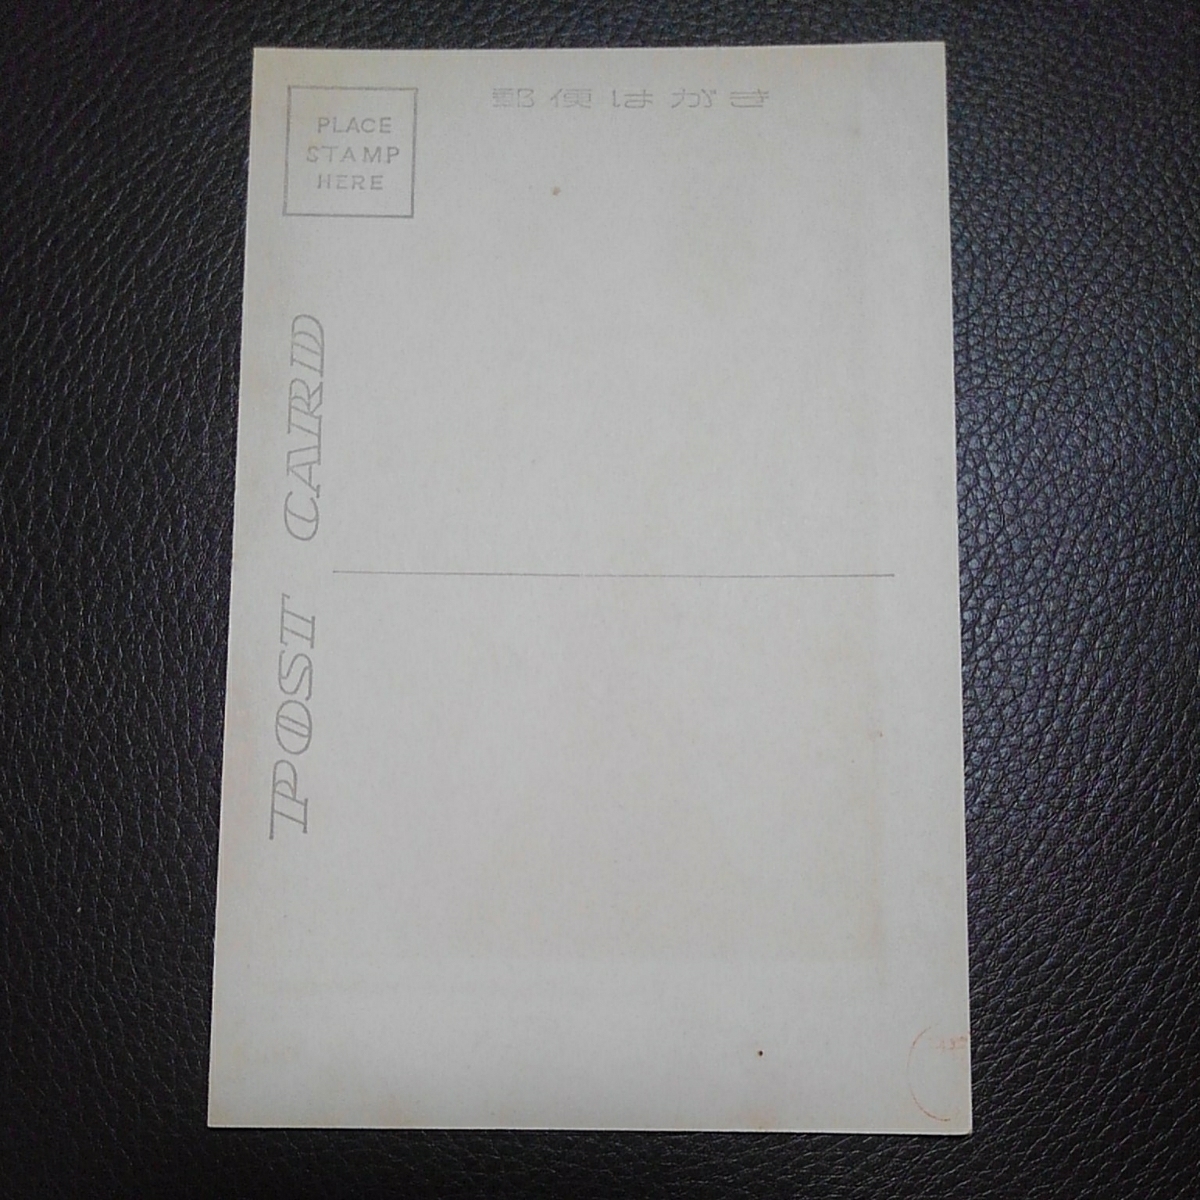 郵便はがき
PLACE
STAMP
HERE
POST CARD